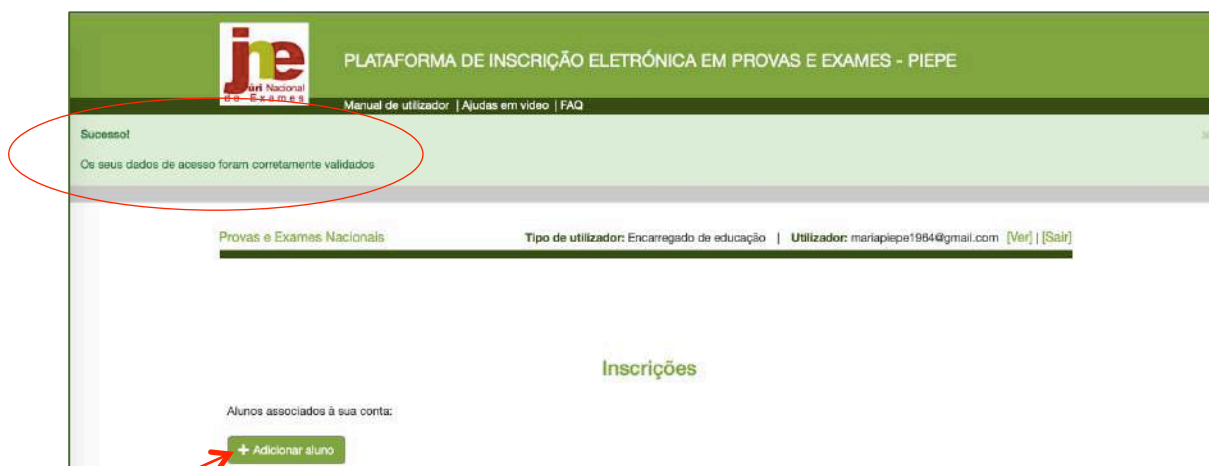 jne
Júri Nacional
de Exames
PLATAFORMA DE INSCRIÇÃO ELETRÓNICA EM PROVAS E EXAMES - PIEPE
Manual de utilizador | Ajudas em video | FAQ
Sucesso!
Os seus dados de acesso foram corretamente validados
Provas e Exames Nacionais
Tipo de utilizador: Encarregado de educação | Utilizador: mariapiepe1964@gmail.com [Ver] | [Sair]
Inscrições
Alunos associados à sua conta:
+ Adicionar aluno